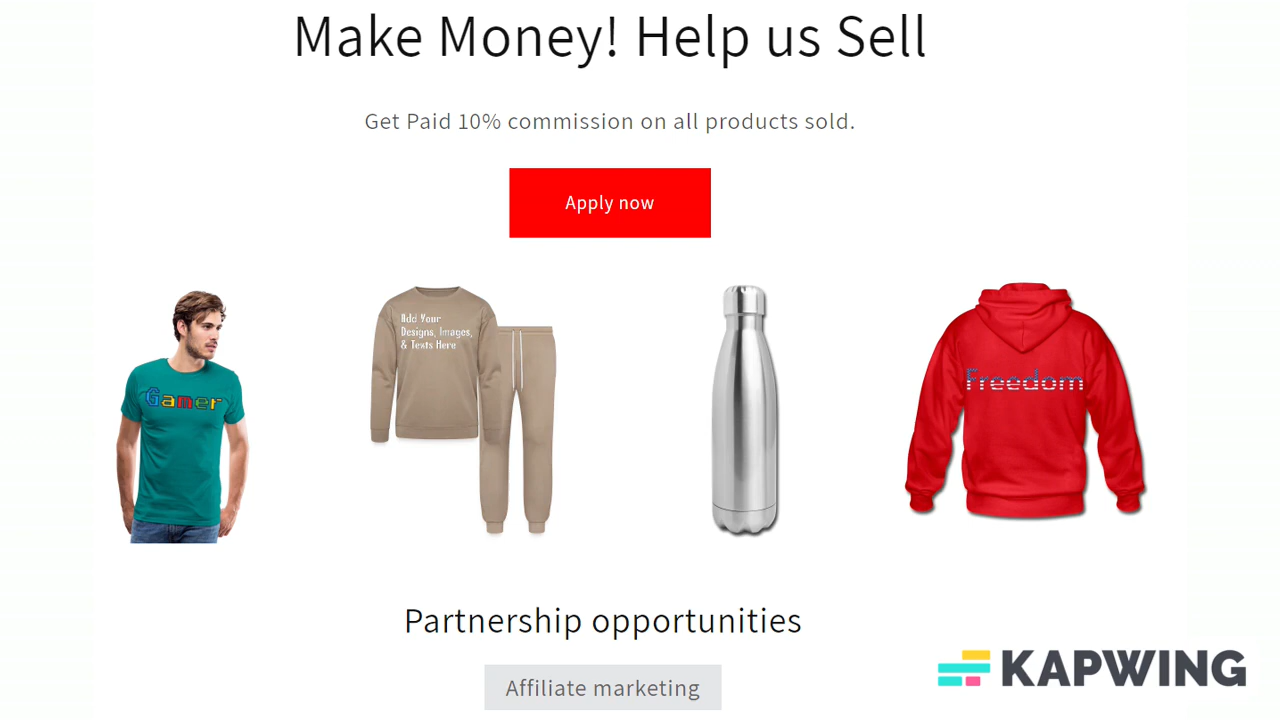 Make Money! Help us Sell
Get Paid 10% commission on all products sold.
Apply now
Gamer
Add Your
Designs, Images,
& Texts Here
Freedom
Partnership opportunities
Affiliate marketing
KAPWING